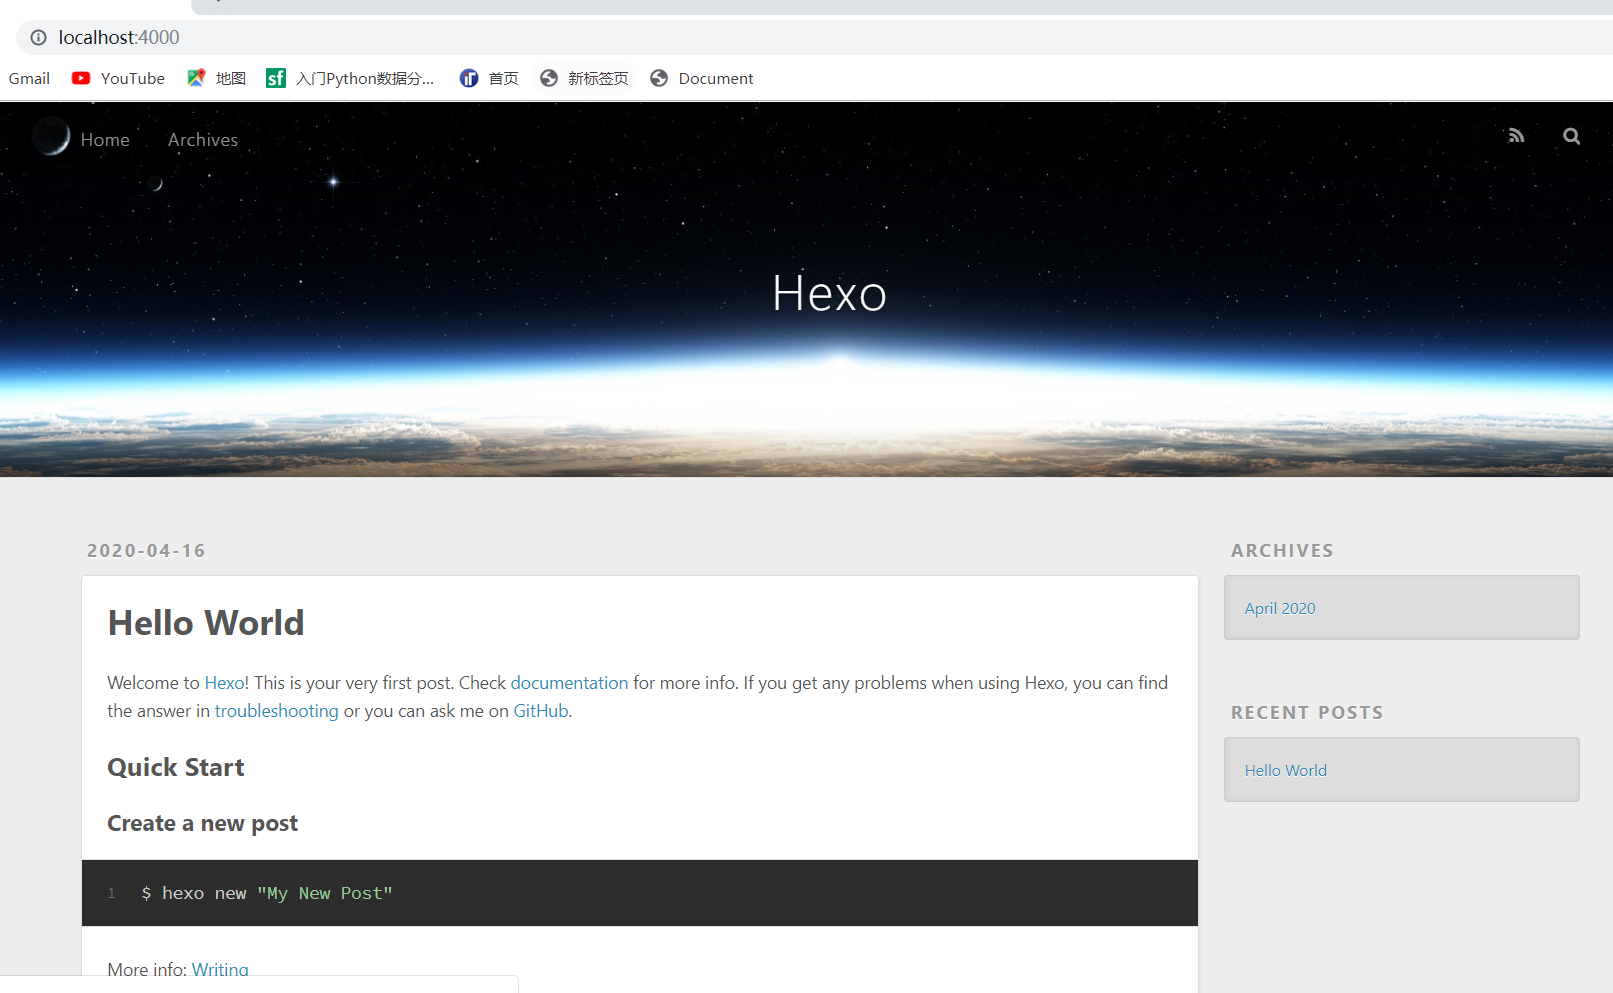 localhost:4000
Gmail YouTube 地图 入门Python数据分... 首页 新标签页 Document
Home Archives
Hexo
2020-04-16
Hello World
Welcome to Hexo! This is your very first post. Check documentation for more info. If you get any problems when using Hexo, you can find
the answer in troubleshooting or you can ask me on GitHub.
Quick Start
Create a new post
1 $ hexo new "My New Post"
More info: Writing
ARCHIVES
April 2020
RECENT POSTS
Hello World